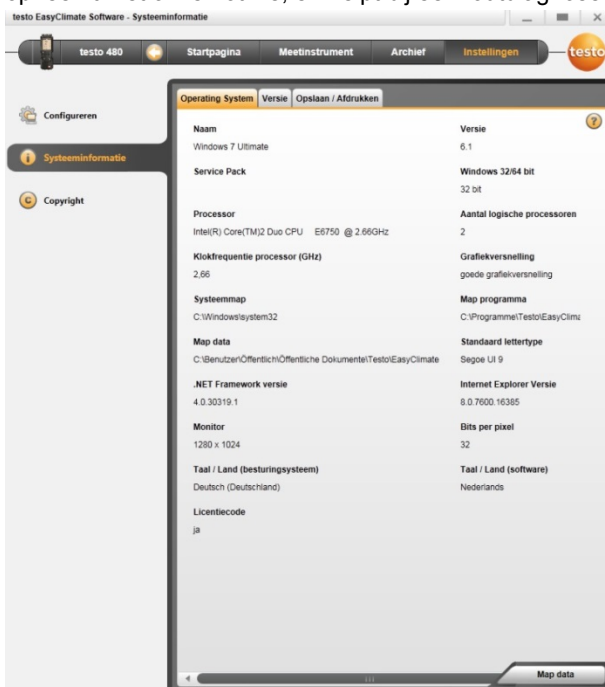 testo EasyClimate Software - Systeeminformatie
testo 480
Startpagina
Meetinstrument
Archief
Instellingen
testo
Configureren
Systeeminformatie
Copyright
Operating System
Versie
Opslaan / Afdrukken
Naam
Versie
Windows 7 Ultimate
6.1
Service Pack
Windows 32/64 bit
32 bit
Processor
Aantal logische processoren
Intel(R) Core(TM)2 Duo CPU E6750 @ 2.66GHz
2
Klokfrequentie processor (GHz)
Grafiekversnelling
2,66
goede grafiekversnelling
Systeemmap
Map programma
C:\Windows\system32
C:\Programme\Testo\EasyClima
Map data
Standaard lettertype
C:\Benutzer\Öffentlich\Öffentliche Dokumente\Testo\EasyClimate
Segoe UI 9
.NET Framework versie
Internet Explorer Versie
4.0.30319.1
8.0.7600.16385
Monitor
Bits per pixel
1280 x 1024
32
Taal / Land (besturingsysteem)
Taal / Land (software)
Deutsch (Deutschland)
Nederlands
Licentiecode
ja
Map data